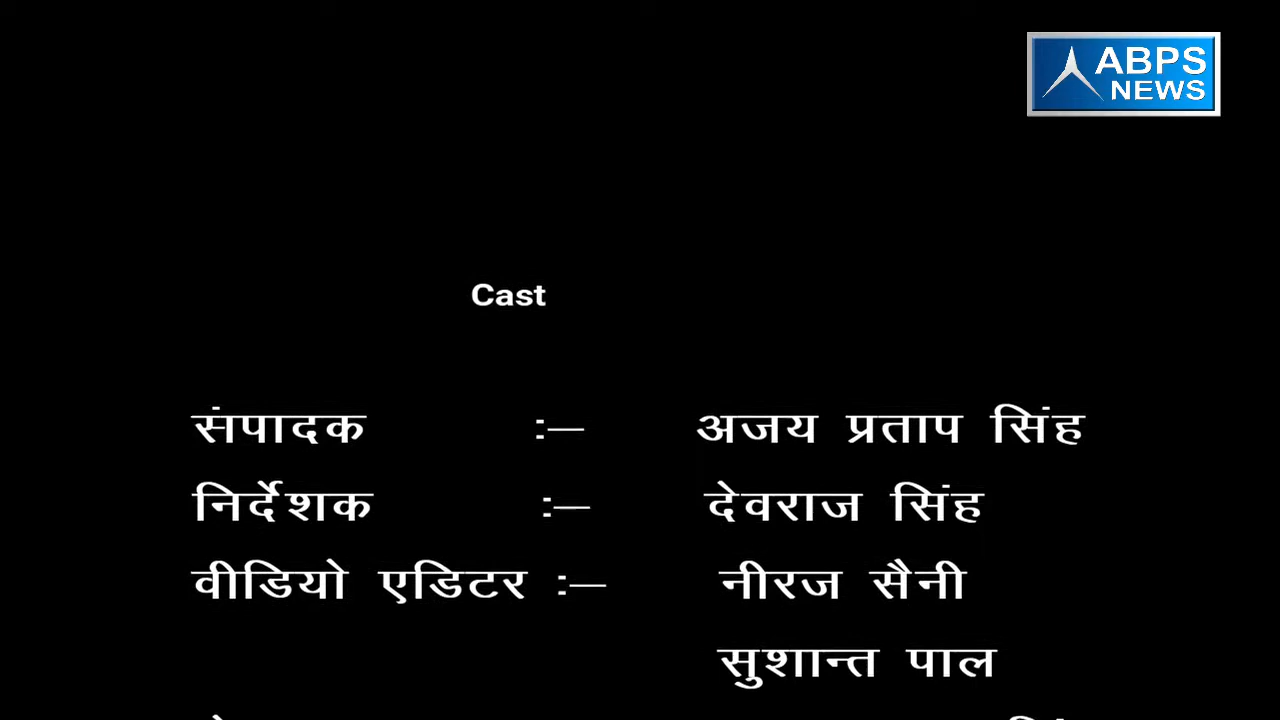 ABPS
NEWS
Cast
संपादक :— अजय प्रताप सिंह
निर्देशक :— देवराज सिंह
वीडियो एडिटर :— नीरज सैनी
सुशान्त पाल